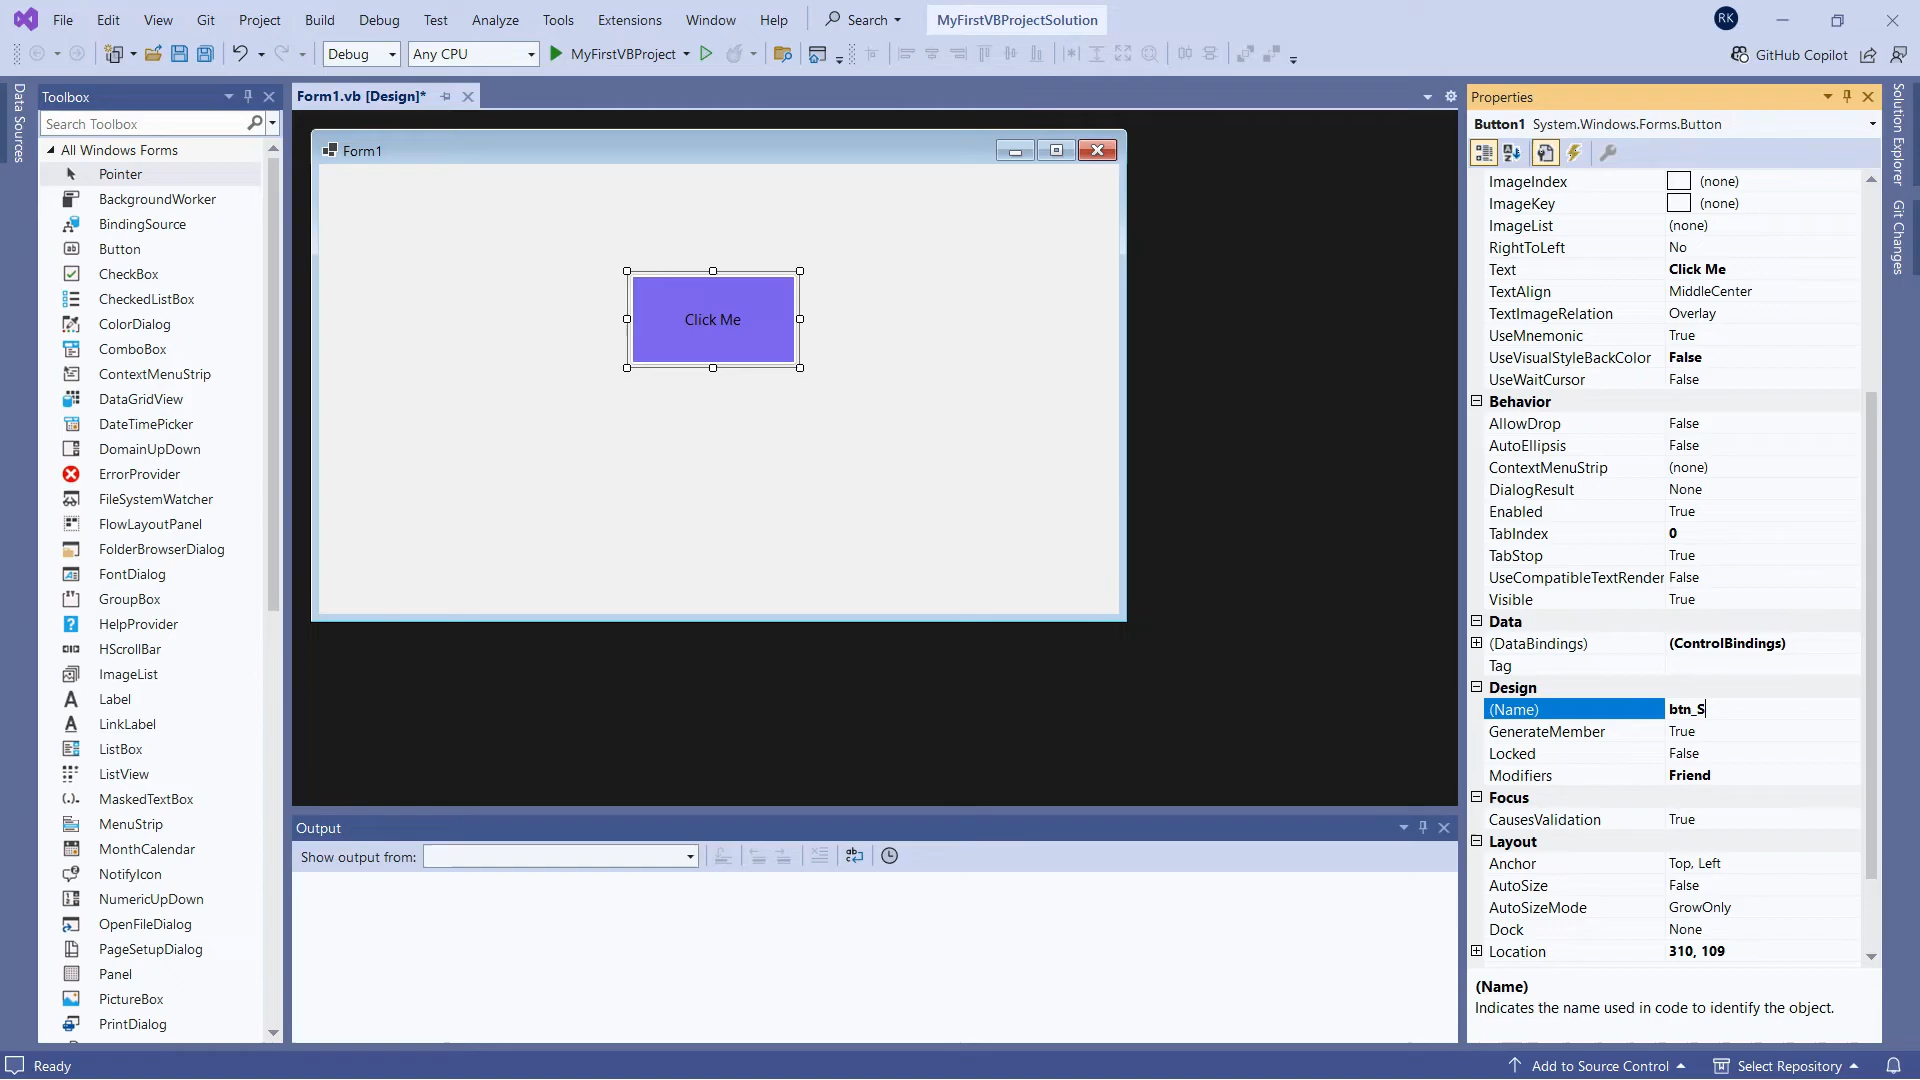 File Edit View Git Project Build Debug Test Analyze Tools Extensions Window Help Search MyFirstVBProjectSolution RK
Debug Any CPU MyFirstVBProject GitHub Copilot
Data Sources
Toolbox
Search Toolbox
All Windows Forms
Pointer
BackgroundWorker
BindingSource
Button
CheckBox
CheckedListBox
ColorDialog
ComboBox
ContextMenuStrip
DataGridView
DateTimePicker
DomainUpDown
ErrorProvider
FileSystemWatcher
FlowLayoutPanel
FolderBrowserDialog
FontDialog
GroupBox
HelpProvider
HScrollBar
ImageList
Label
LinkLabel
ListBox
ListView
MaskedTextBox
MenuStrip
MonthCalendar
NotifyIcon
NumericUpDown
OpenFileDialog
PageSetupDialog
Panel
PictureBox
PrintDialog
Form1.vb [Design]*
Form1
Click Me
Output
Show output from:
Properties
Button1 System.Windows.Forms.Button
ImageIndex (none)
ImageKey (none)
ImageList (none)
RightToLeft No
Text Click Me
TextAlign MiddleCenter
TextImageRelation Overlay
UseMnemonic True
UseVisualStyleBackColor False
UseWaitCursor False
Behavior
AllowDrop False
AutoEllipsis False
ContextMenuStrip (none)
DialogResult None
Enabled True
TabIndex 0
TabStop True
UseCompatibleTextRender False
Visible True
Data
(DataBindings) (ControlBindings)
Tag
Design
(Name) btn_S
GenerateMember True
Locked False
Modifiers Friend
Focus
CausesValidation True
Layout
Anchor Top, Left
AutoSize False
AutoSizeMode GrowOnly
Dock None
Location 310, 109
(Name)
Indicates the name used in code to identify the object.
Solution Explorer
Git Changes
Ready Add to Source Control Select Repository